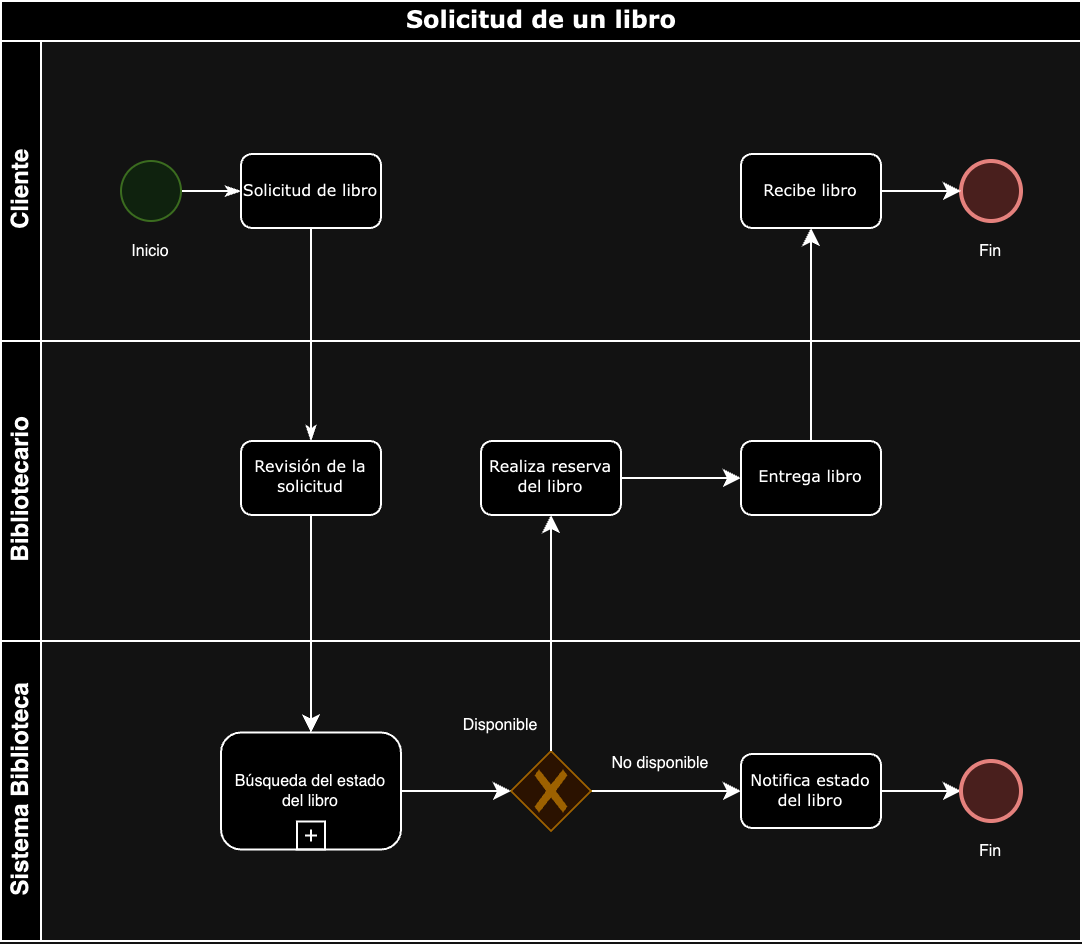 Solicitud de un libro
Cliente
Inicio
Solicitud de libro
Recibe libro
Fin
Bibliotecario
Revisión de la
solicitud
Realiza reserva
del libro
Entrega libro
Sistema Biblioteca
Búsqueda del estado
del libro
Disponible
No disponible
Notifica estado
del libro
Fin